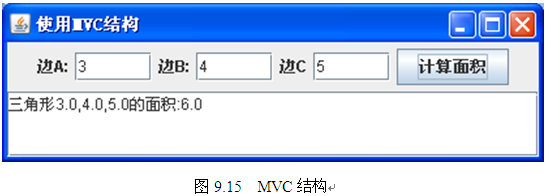 使用MVC结构
边A: 3 边B: 4 边C 5 计算面积
三角形3.0,4.0,5.0的面积:6.0
图 9.15 MVC 结构